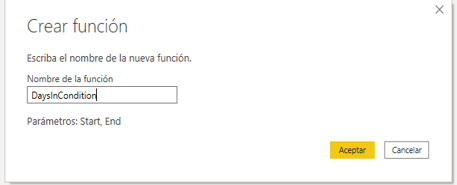 Crear función
Escriba el nombre de la nueva función.
Nombre de la función
DaysInCondition
Parámetros: Start, End
Aceptar
Cancelar